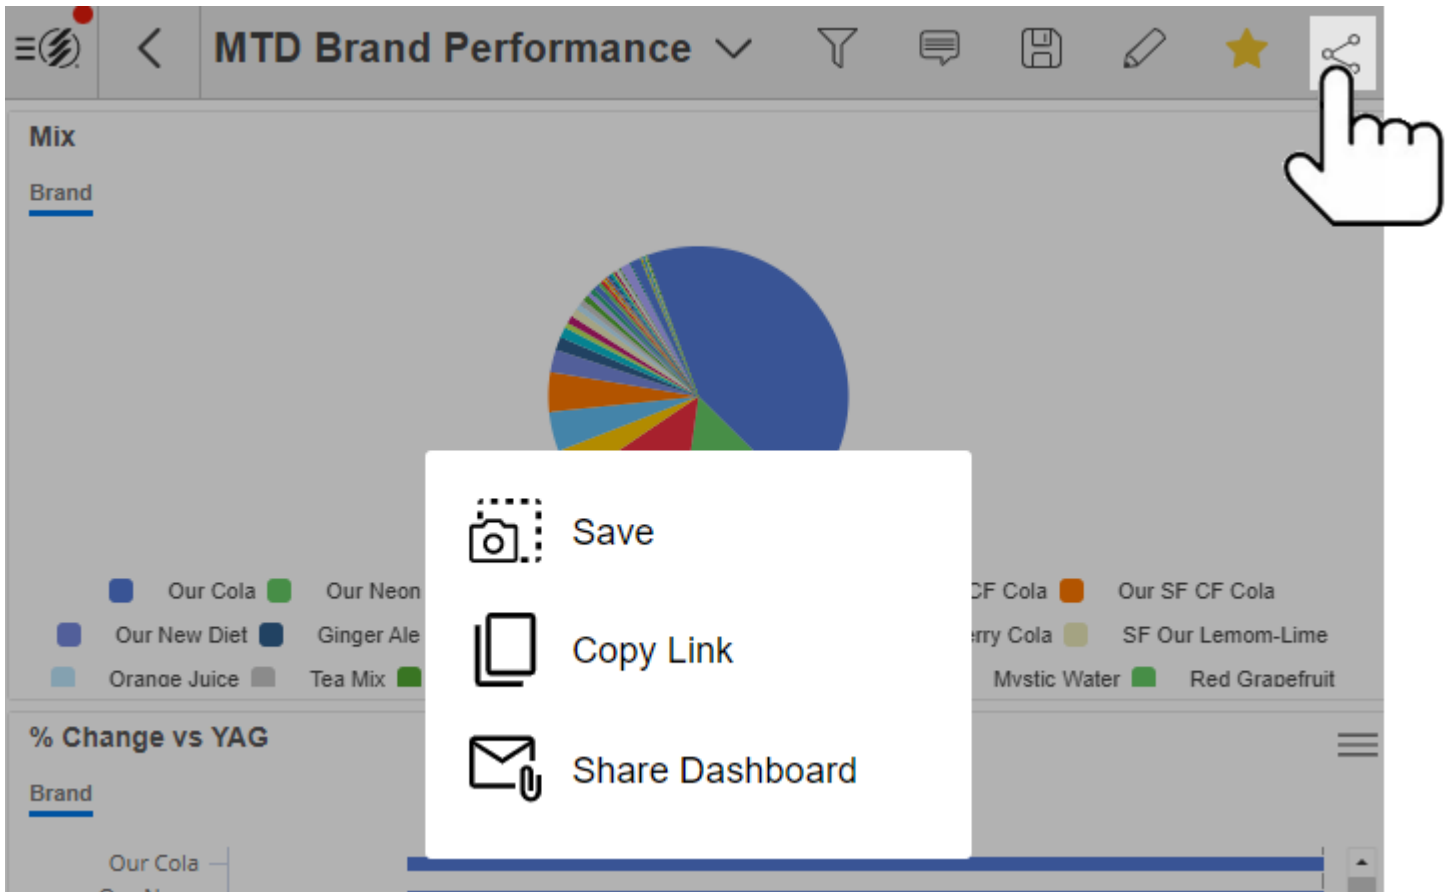 MTD Brand Performance
Mix
Brand
Save
Our Cola Our Neon CF Cola Our SF CF Cola
Our New Diet Ginger Ale Cola SF Our Lemom-Lime
Copy Link
Orange Juice Tea Mix Mystic Water Red Grapefruit
% Change vs YAG
Share Dashboard
Brand
Our Cola